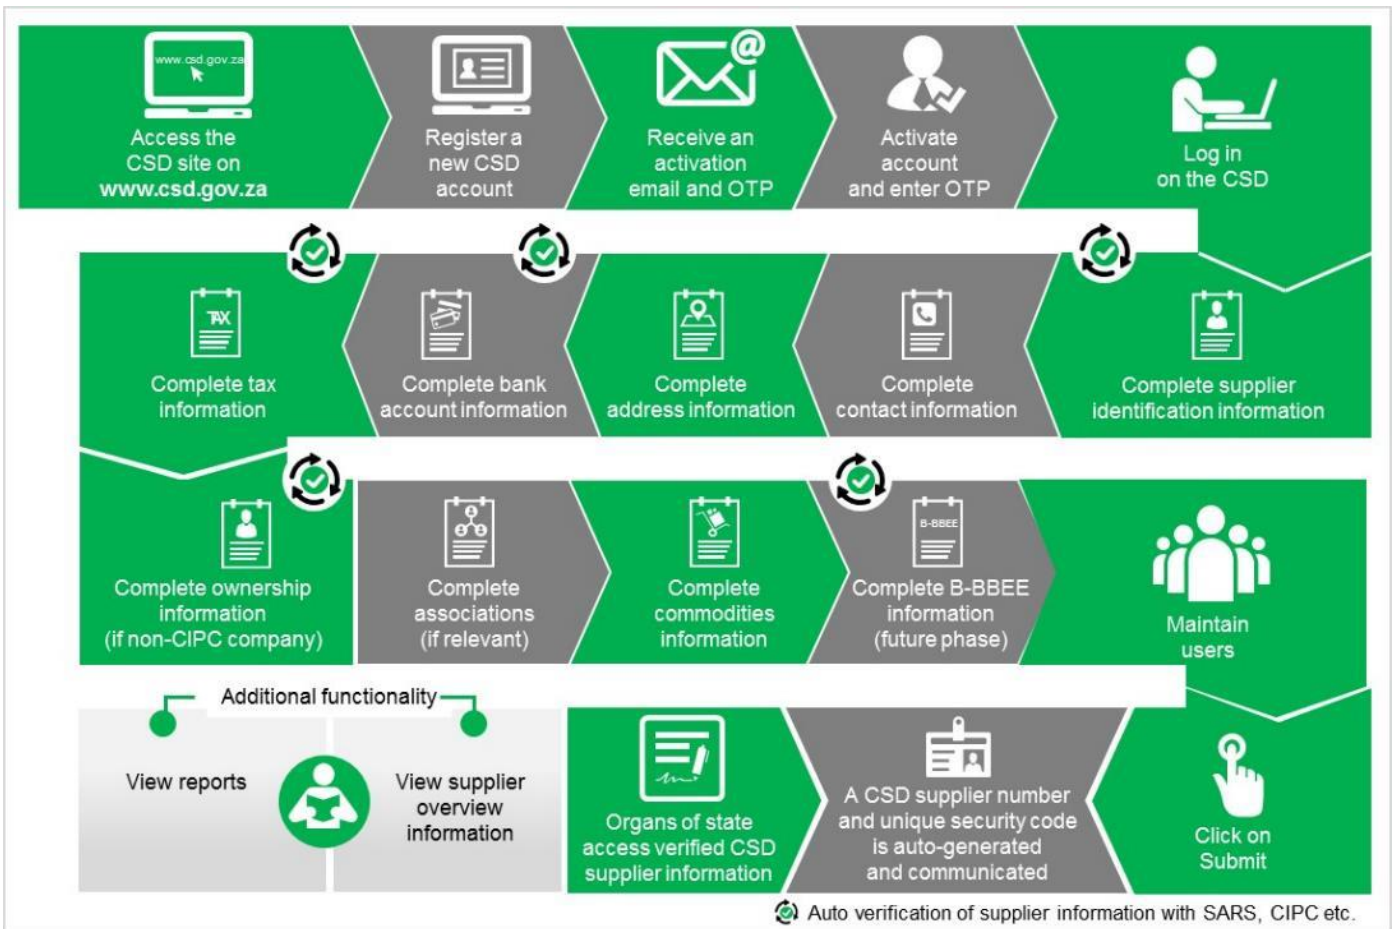 www.csd.gov.za
Access the
CSD site on
www.csd.gov.za
Register a
new CSD
account
@
Receive an
activation
email and OTP
Activate
account
and enter OTP
Log in
on the CSD
Complete supplier
identification information
Complete
contact information
Complete
address information
Complete bank
account information
TAX
Complete tax
information
Complete ownership
information
(if non-CIPC company)
Complete
associations
(if relevant)
Complete
commodities
information
B-BBEE
Complete B-BBEE
information
(future phase)
Maintain
users
Click on
Submit
A CSD supplier number
and unique security code
is auto-generated
and communicated
Organs of state
access verified CSD
supplier information
Additional functionality
View reports
View supplier
overview
information
Auto verification of supplier information with SARS, CIPC etc.